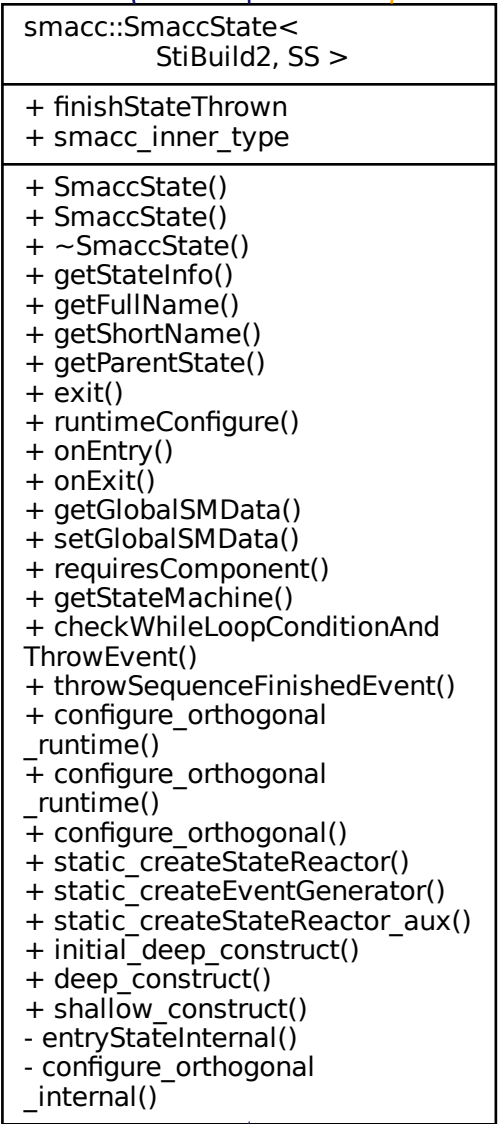 smacc::SmaccState<
StiBuild2, SS >
+ finishStateThrown
+ smacc_inner_type
+ SmaccState()
+ SmaccState()
+ ~SmaccState()
+ getStateInfo()
+ getFullName()
+ getShortName()
+ getParentState()
+ exit()
+ runtimeConfigure()
+ onEntry()
+ onExit()
+ getGlobalSMData()
+ setGlobalSMData()
+ requiresComponent()
+ getStateMachine()
+ checkWhileLoopConditionAnd
ThrowEvent()
+ throwSequenceFinishedEvent()
+ configure_orthogonal
_runtime()
+ configure_orthogonal
_runtime()
+ configure_orthogonal()
+ static_createStateReactor()
+ static_createEventGenerator()
+ static_createStateReactor_aux()
+ initial_deep_construct()
+ deep_construct()
+ shallow_construct()
- entryStateInternal()
- configure_orthogonal
_internal()